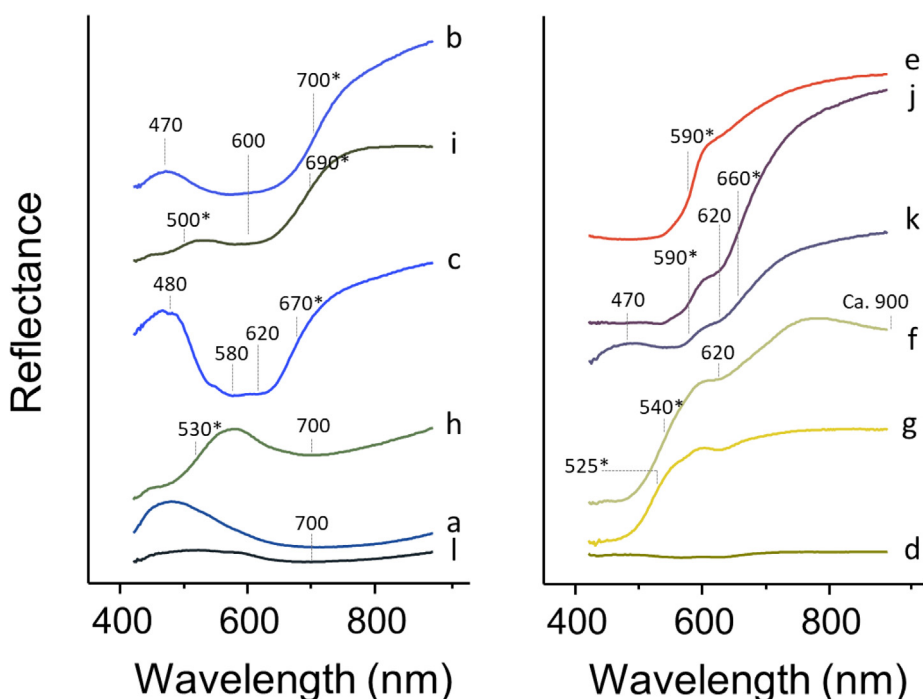 Reflectance
b
700*
470
600
i
690*
500*
c
480
670*
580
620
h
530*
700
a
700
l
400
600
800
Wavelength (nm)
e
j
590*
660*
620
k
590*
470
Ca. 900
f
620
540*
525*
g
d
400
600
800
Wavelength (nm)